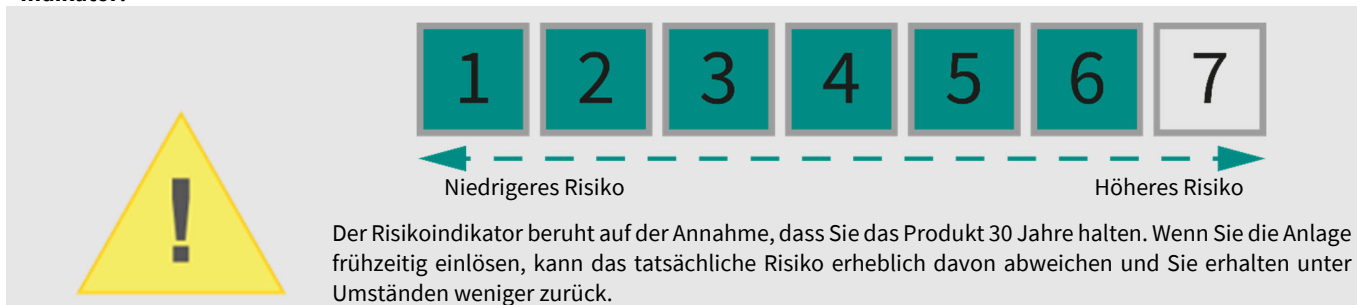 Indikator:
1 2 3 4 5 6 7
Niedrigeres Risiko Höheres Risiko
!
Der Risikoindikator beruht auf der Annahme, dass Sie das Produkt 30 Jahre halten. Wenn Sie die Anlage
frühzeitig einlösen, kann das tatsächliche Risiko erheblich davon abweichen und Sie erhalten unter
Umständen weniger zurück.